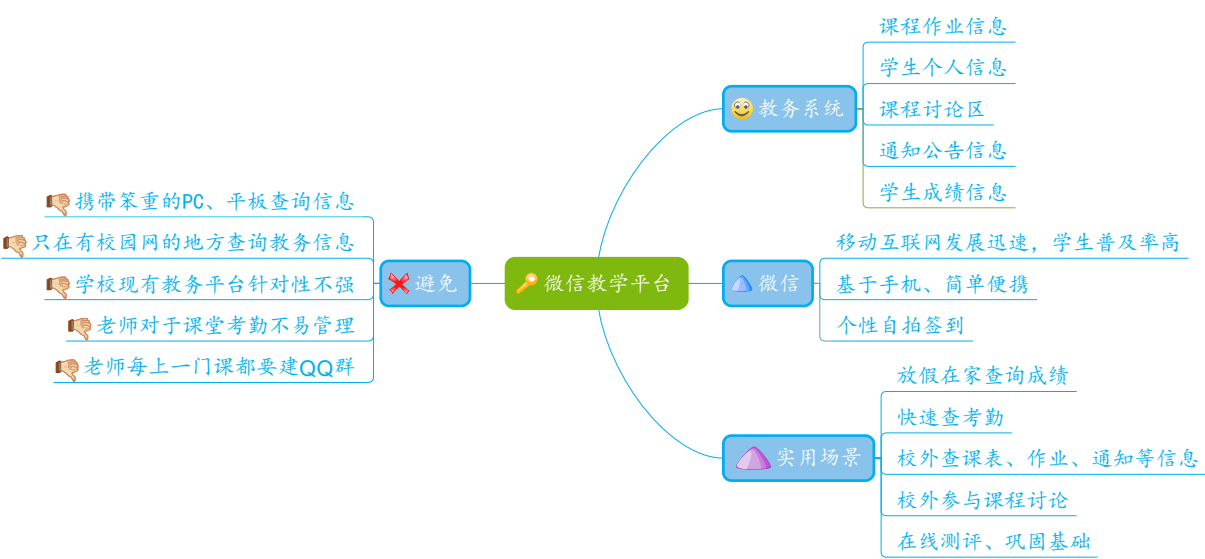 微信教学平台
教务系统
课程作业信息
学生个人信息
课程讨论区
通知公告信息
学生成绩信息
微信
移动互联网发展迅速，学生普及率高
基于手机、简单便携
个性自拍签到
实用场景
放假在家查询成绩
快速查考勤
校外查课表、作业、通知等信息
校外参与课程讨论
在线测评、巩固基础
避免
携带笨重的PC、平板查询信息
只在有校园网的地方查询教务信息
学校现有教务平台针对性不强
老师对于课堂考勤不易管理
老师每上一门课都要建QQ群